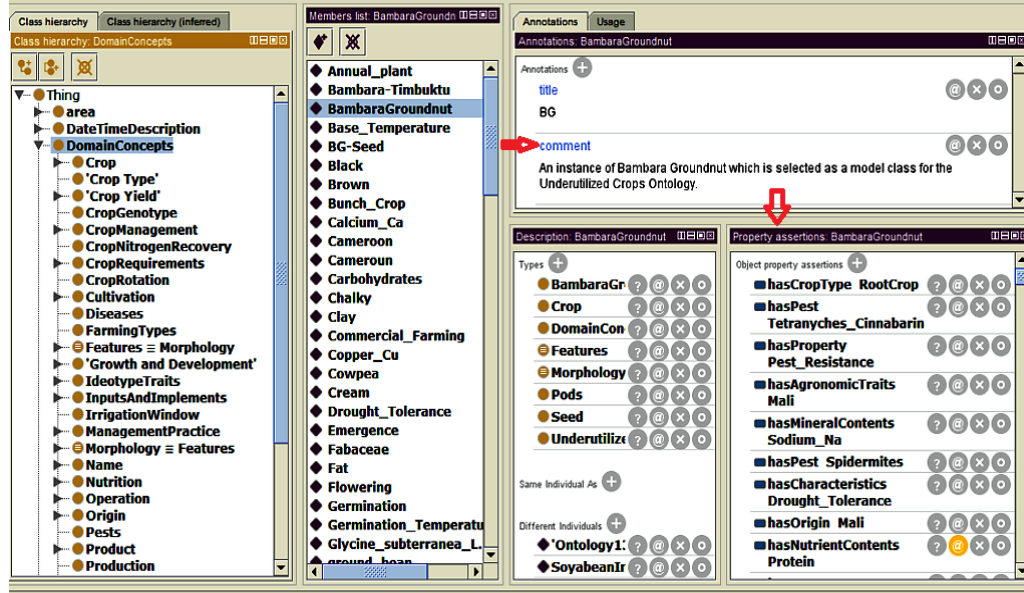 Class hierarchy
Class hierarchy (inferred)
Class hierarchy: DomainConcepts
Thing
area
DateTimeDescription
DomainConcepts
Crop
'Crop Type'
'Crop Yield'
CropGenotype
CropManagement
CropNitrogenRecovery
CropRequirements
CropRotation
Cultivation
Diseases
FarmingTypes
Features ≡ Morphology
'Growth and Development'
IdeotypeTraits
InputsAndImplements
IrrigationWindow
ManagementPractice
Morphology ≡ Features
Name
Nutrition
Operation
Origin
Pests
Product
Production
Members list: BambaraGroundn
Annual_plant
Bambara-Timbuktu
BambaraGroundnut
Base_Temperature
BG-Seed
Black
Brown
Bunch_Crop
Calcium_Ca
Cameroon
Cameroun
Carbohydrates
Chalky
Clay
Commercial_Farming
Copper_Cu
Cowpea
Cream
Drought_Tolerance
Emergence
Fabaceae
Fat
Flowering
Germination
Germination_Temperatu
Glycine_subterranea_L.
ground_bean
Annotations
Usage
Annotations: BambaraGroundnut
Annotations
title
BG
comment
An instance of Bambara Groundnut which is selected as a model class for the
Underutilized Crops Ontology.
Description: BambaraGroundnut
Types
BambaraGr
Crop
DomainCon
Features
Morphology
Pods
Seed
Underutilize
Same Individual As
Different Individuals
'Ontology1
SoyabeanIn
Property assertions: BambaraGroundnut
Object property assertions
hasCropType RootCrop
hasPest
Tetranyches_Cinnabarin
hasProperty
Pest_Resistance
hasAgronomicTraits
Mali
hasMineralContents
Sodium_Na
hasPest Spidermites
hasCharacteristics
Drought_Tolerance
hasOrigin Mali
hasNutrientContents
Protein